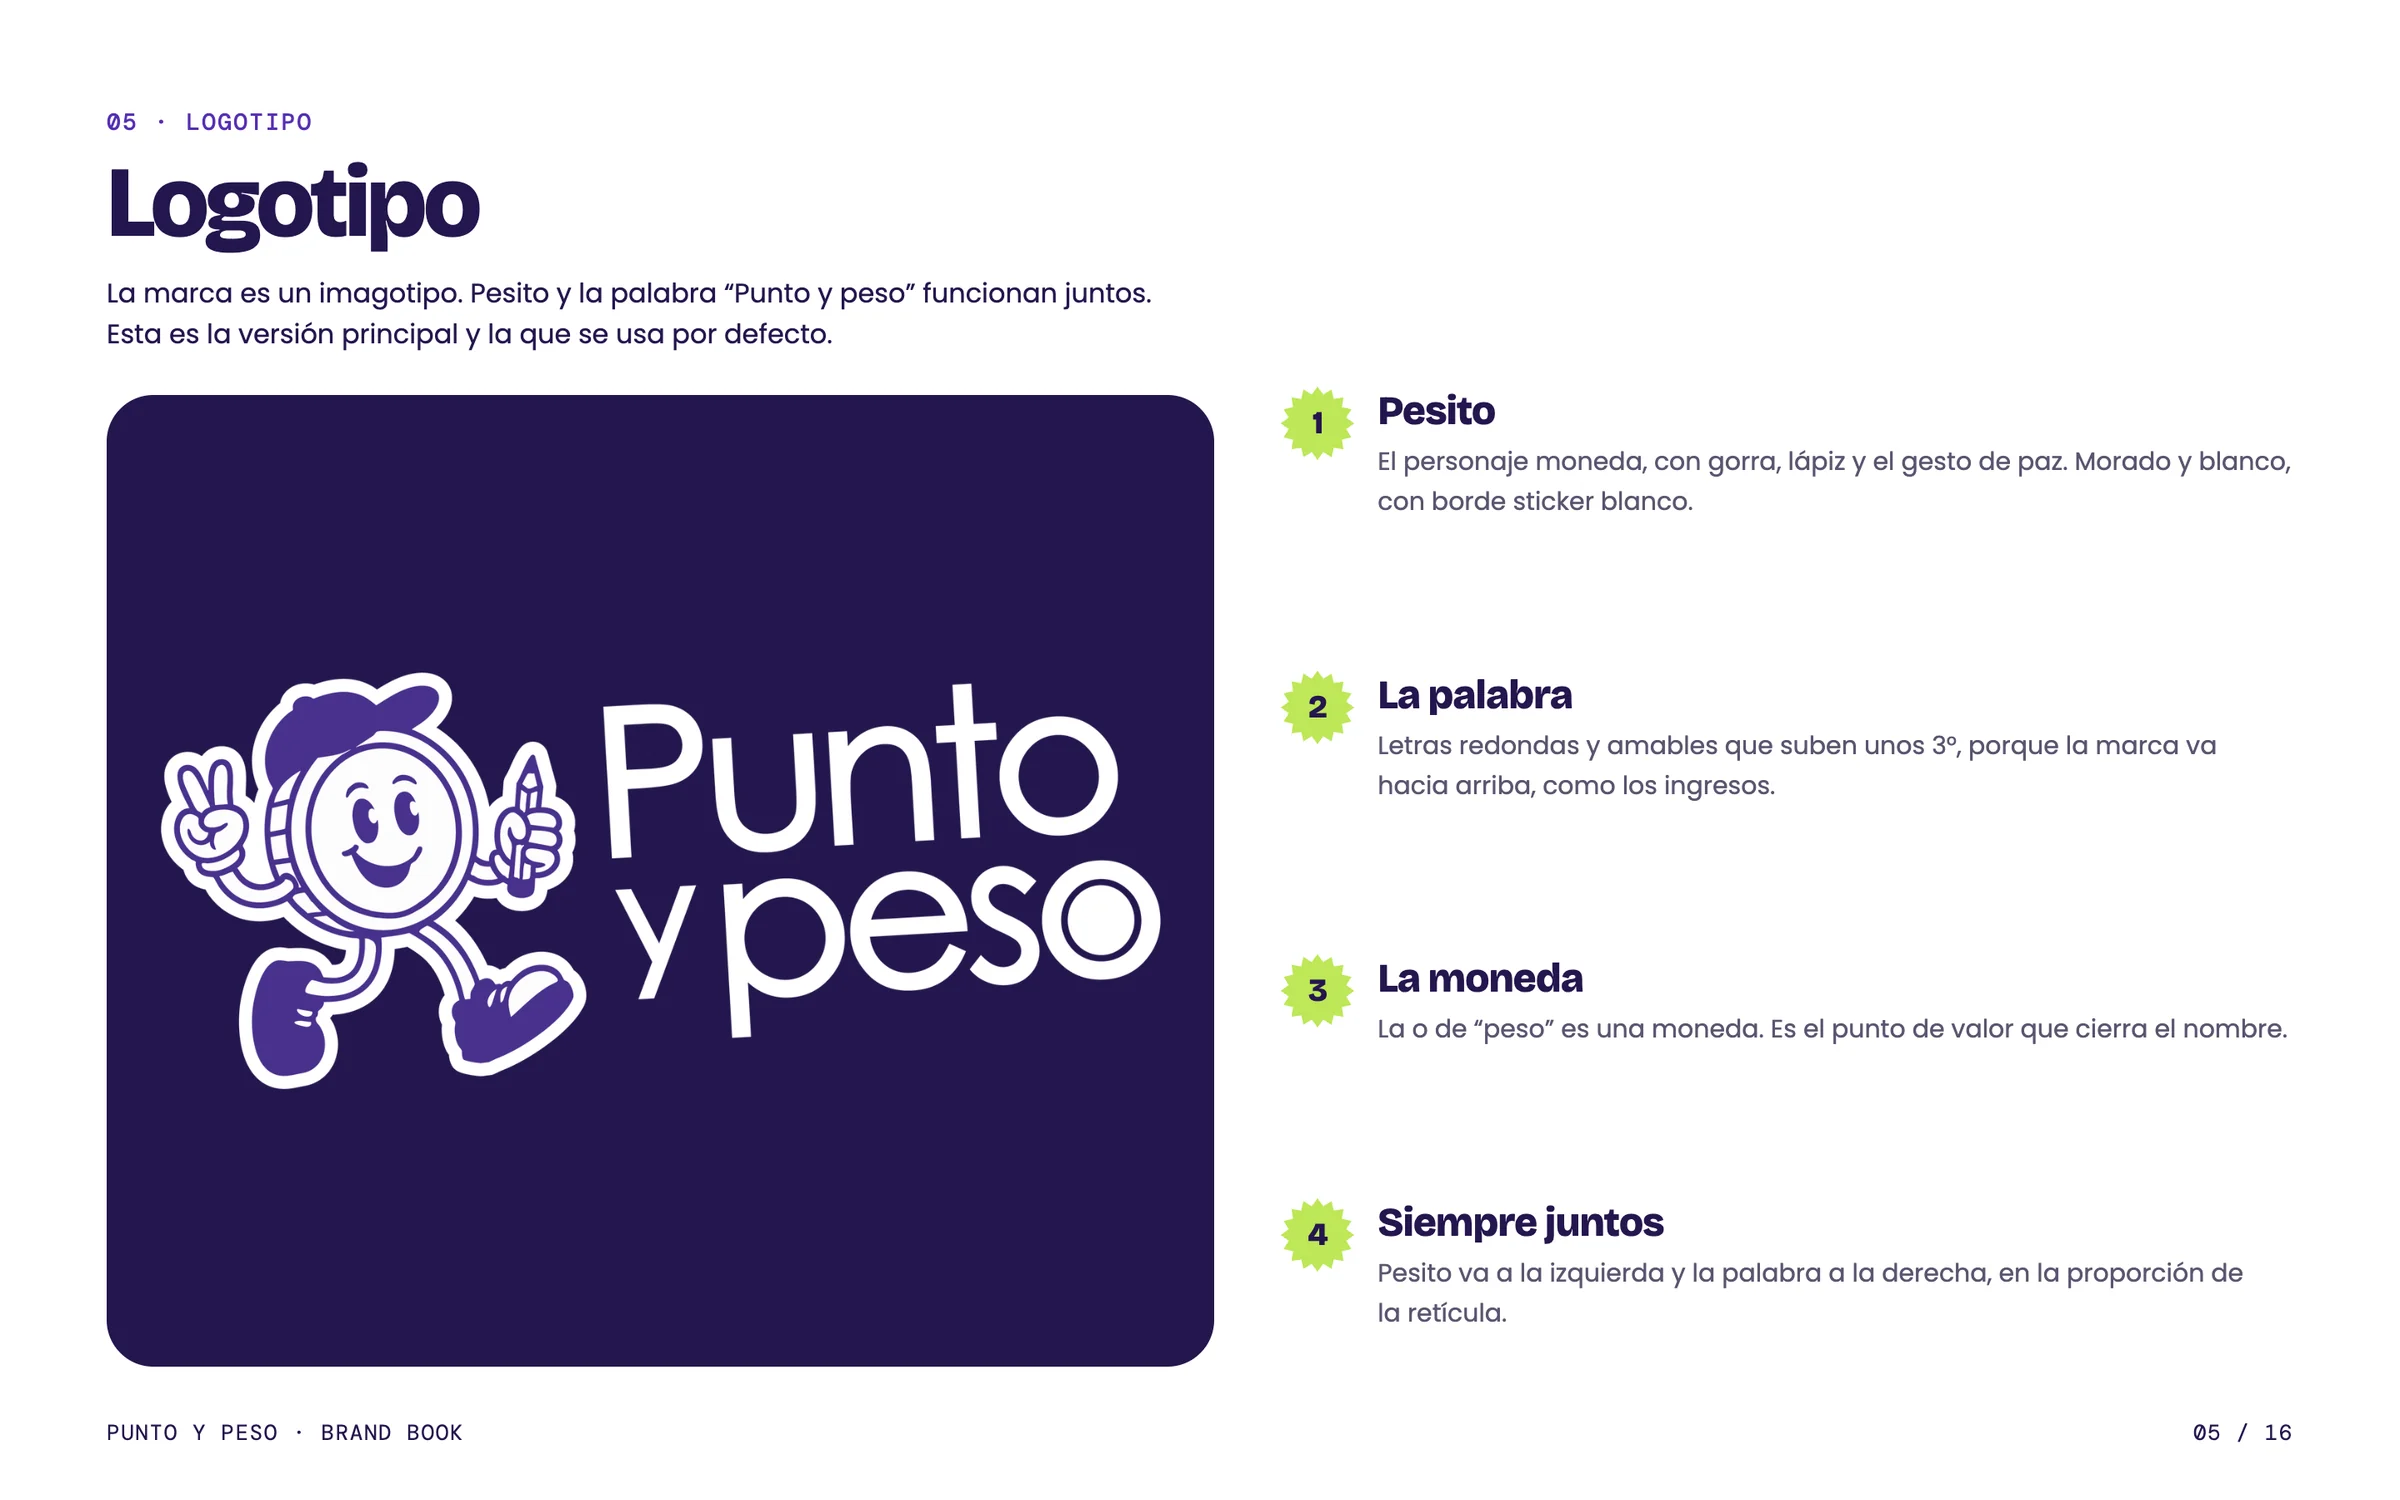 05 · LOGOTIPO
Logotipo
La marca es un imagotipo. Pesito y la palabra “Punto y peso” funcionan juntos.
Esta es la versión principal y la que se usa por defecto.
Punto
y peso
1
Pesito
El personaje moneda, con gorra, lápiz y el gesto de paz. Morado y blanco,
con borde sticker blanco.
2
La palabra
Letras redondas y amables que suben unos 3º, porque la marca va
hacia arriba, como los ingresos.
3
La moneda
La o de “peso” es una moneda. Es el punto de valor que cierra el nombre.
4
Siempre juntos
Pesito va a la izquierda y la palabra a la derecha, en la proporción de
la retícula.
PUNTO Y PESO · BRAND BOOK
05 / 16